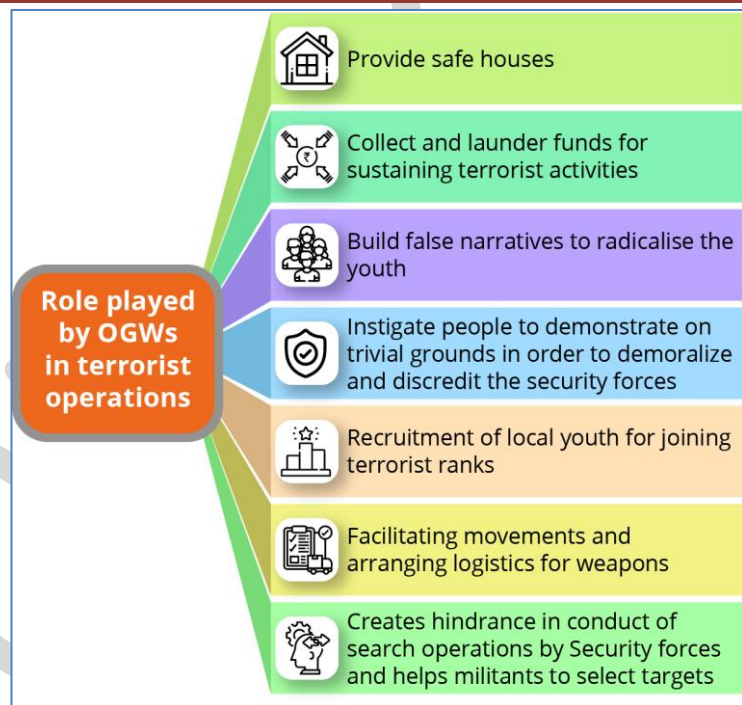 Role played
by OGWs
in terrorist
operations
Provide safe houses
Collect and launder funds for
sustaining terrorist activities
Build false narratives to radicalise the
youth
Instigate people to demonstrate on
trivial grounds in order to demoralize
and discredit the security forces
Recruitment of local youth for joining
terrorist ranks
Facilitating movements and
arranging logistics for weapons
Creates hindrance in conduct of
search operations by Security forces
and helps militants to select targets